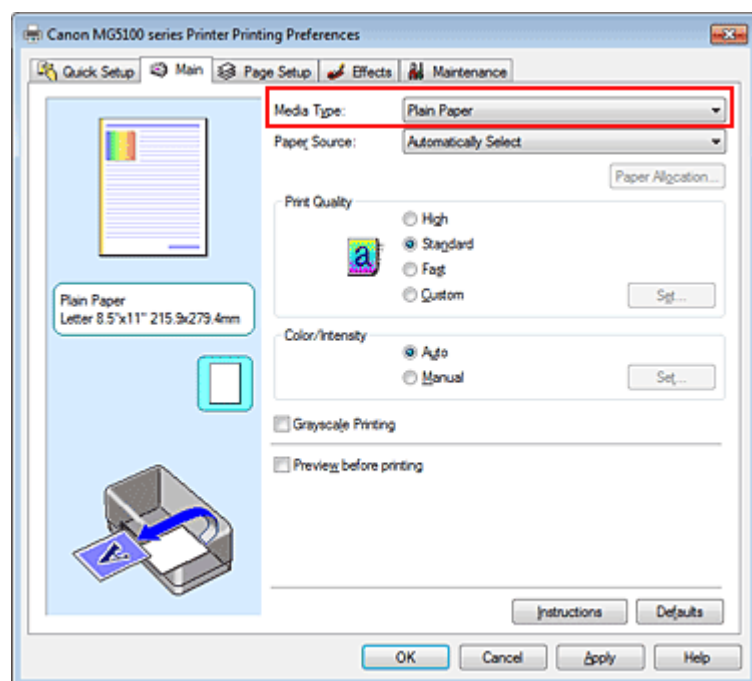 Canon MG5100 series Printer Printing Preferences
Quick Setup Main Page Setup Effects Maintenance
Media Type: Plain Paper
Paper Source: Automatically Select
Paper Allocation...
Print Quality
High
a Standard
Fast
Custom Set...
Plain Paper
Letter 8.5"x11" 215.9x279.4mm
Color/Intensity
Auto
Manual Set...
Grayscale Printing
Preview before printing
A
Instructions Defaults
OK Cancel Apply Help